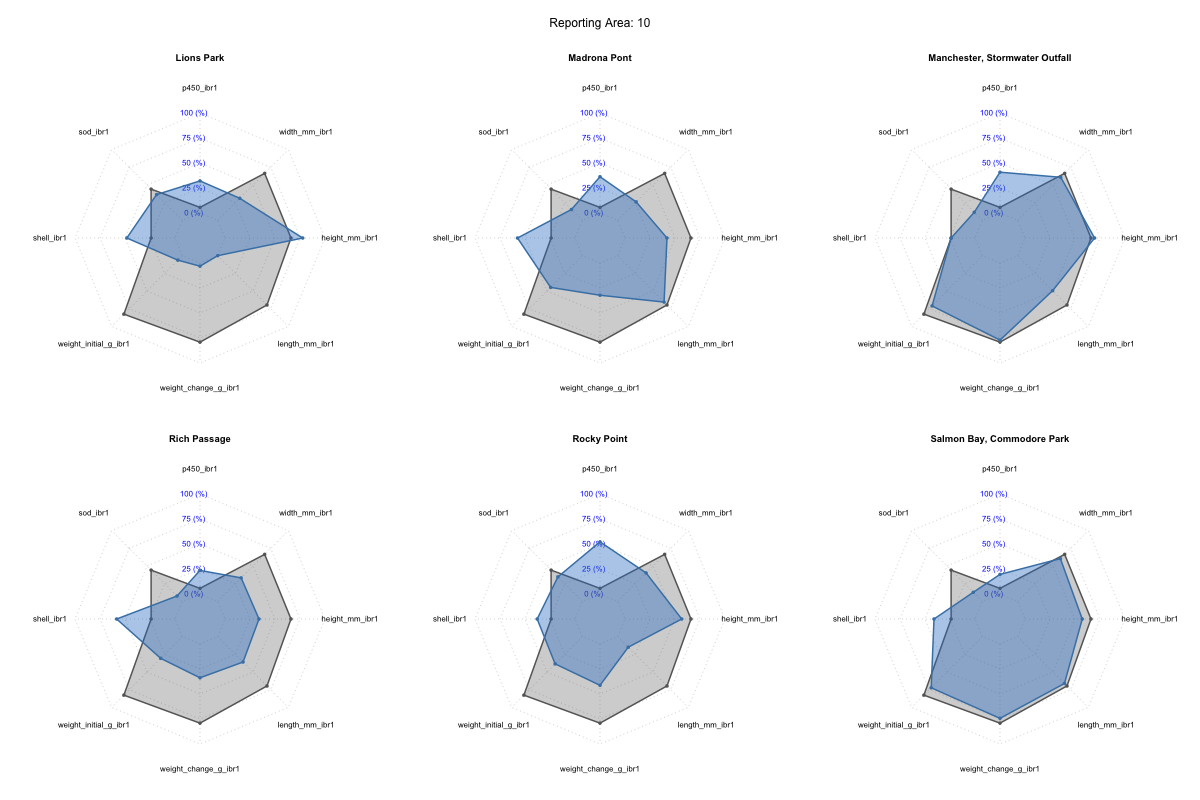 Reporting Area: 10
Lions Park
p450_ibr1
sod_ibr1
width_mm_ibr1
100 (%)
75 (%)
50 (%)
25 (%)
0 (%)
shell_ibr1
height_mm_ibr1
weight_initial_g_ibr1
length_mm_ibr1
weight_change_g_ibr1
Madrona Pont
p450_ibr1
sod_ibr1
width_mm_ibr1
100 (%)
75 (%)
50 (%)
25 (%)
0 (%)
shell_ibr1
height_mm_ibr1
weight_initial_g_ibr1
length_mm_ibr1
weight_change_g_ibr1
Manchester, Stormwater Outfall
p450_ibr1
sod_ibr1
width_mm_ibr1
100 (%)
75 (%)
50 (%)
25 (%)
0 (%)
shell_ibr1
height_mm_ibr1
weight_initial_g_ibr1
length_mm_ibr1
weight_change_g_ibr1
Rich Passage
p450_ibr1
sod_ibr1
width_mm_ibr1
100 (%)
75 (%)
50 (%)
25 (%)
0 (%)
shell_ibr1
height_mm_ibr1
weight_initial_g_ibr1
length_mm_ibr1
weight_change_g_ibr1
Rocky Point
p450_ibr1
sod_ibr1
width_mm_ibr1
100 (%)
75 (%)
50 (%)
25 (%)
0 (%)
shell_ibr1
height_mm_ibr1
weight_initial_g_ibr1
length_mm_ibr1
weight_change_g_ibr1
Salmon Bay, Commodore Park
p450_ibr1
sod_ibr1
width_mm_ibr1
100 (%)
75 (%)
50 (%)
25 (%)
0 (%)
shell_ibr1
height_mm_ibr1
weight_initial_g_ibr1
length_mm_ibr1
weight_change_g_ibr1